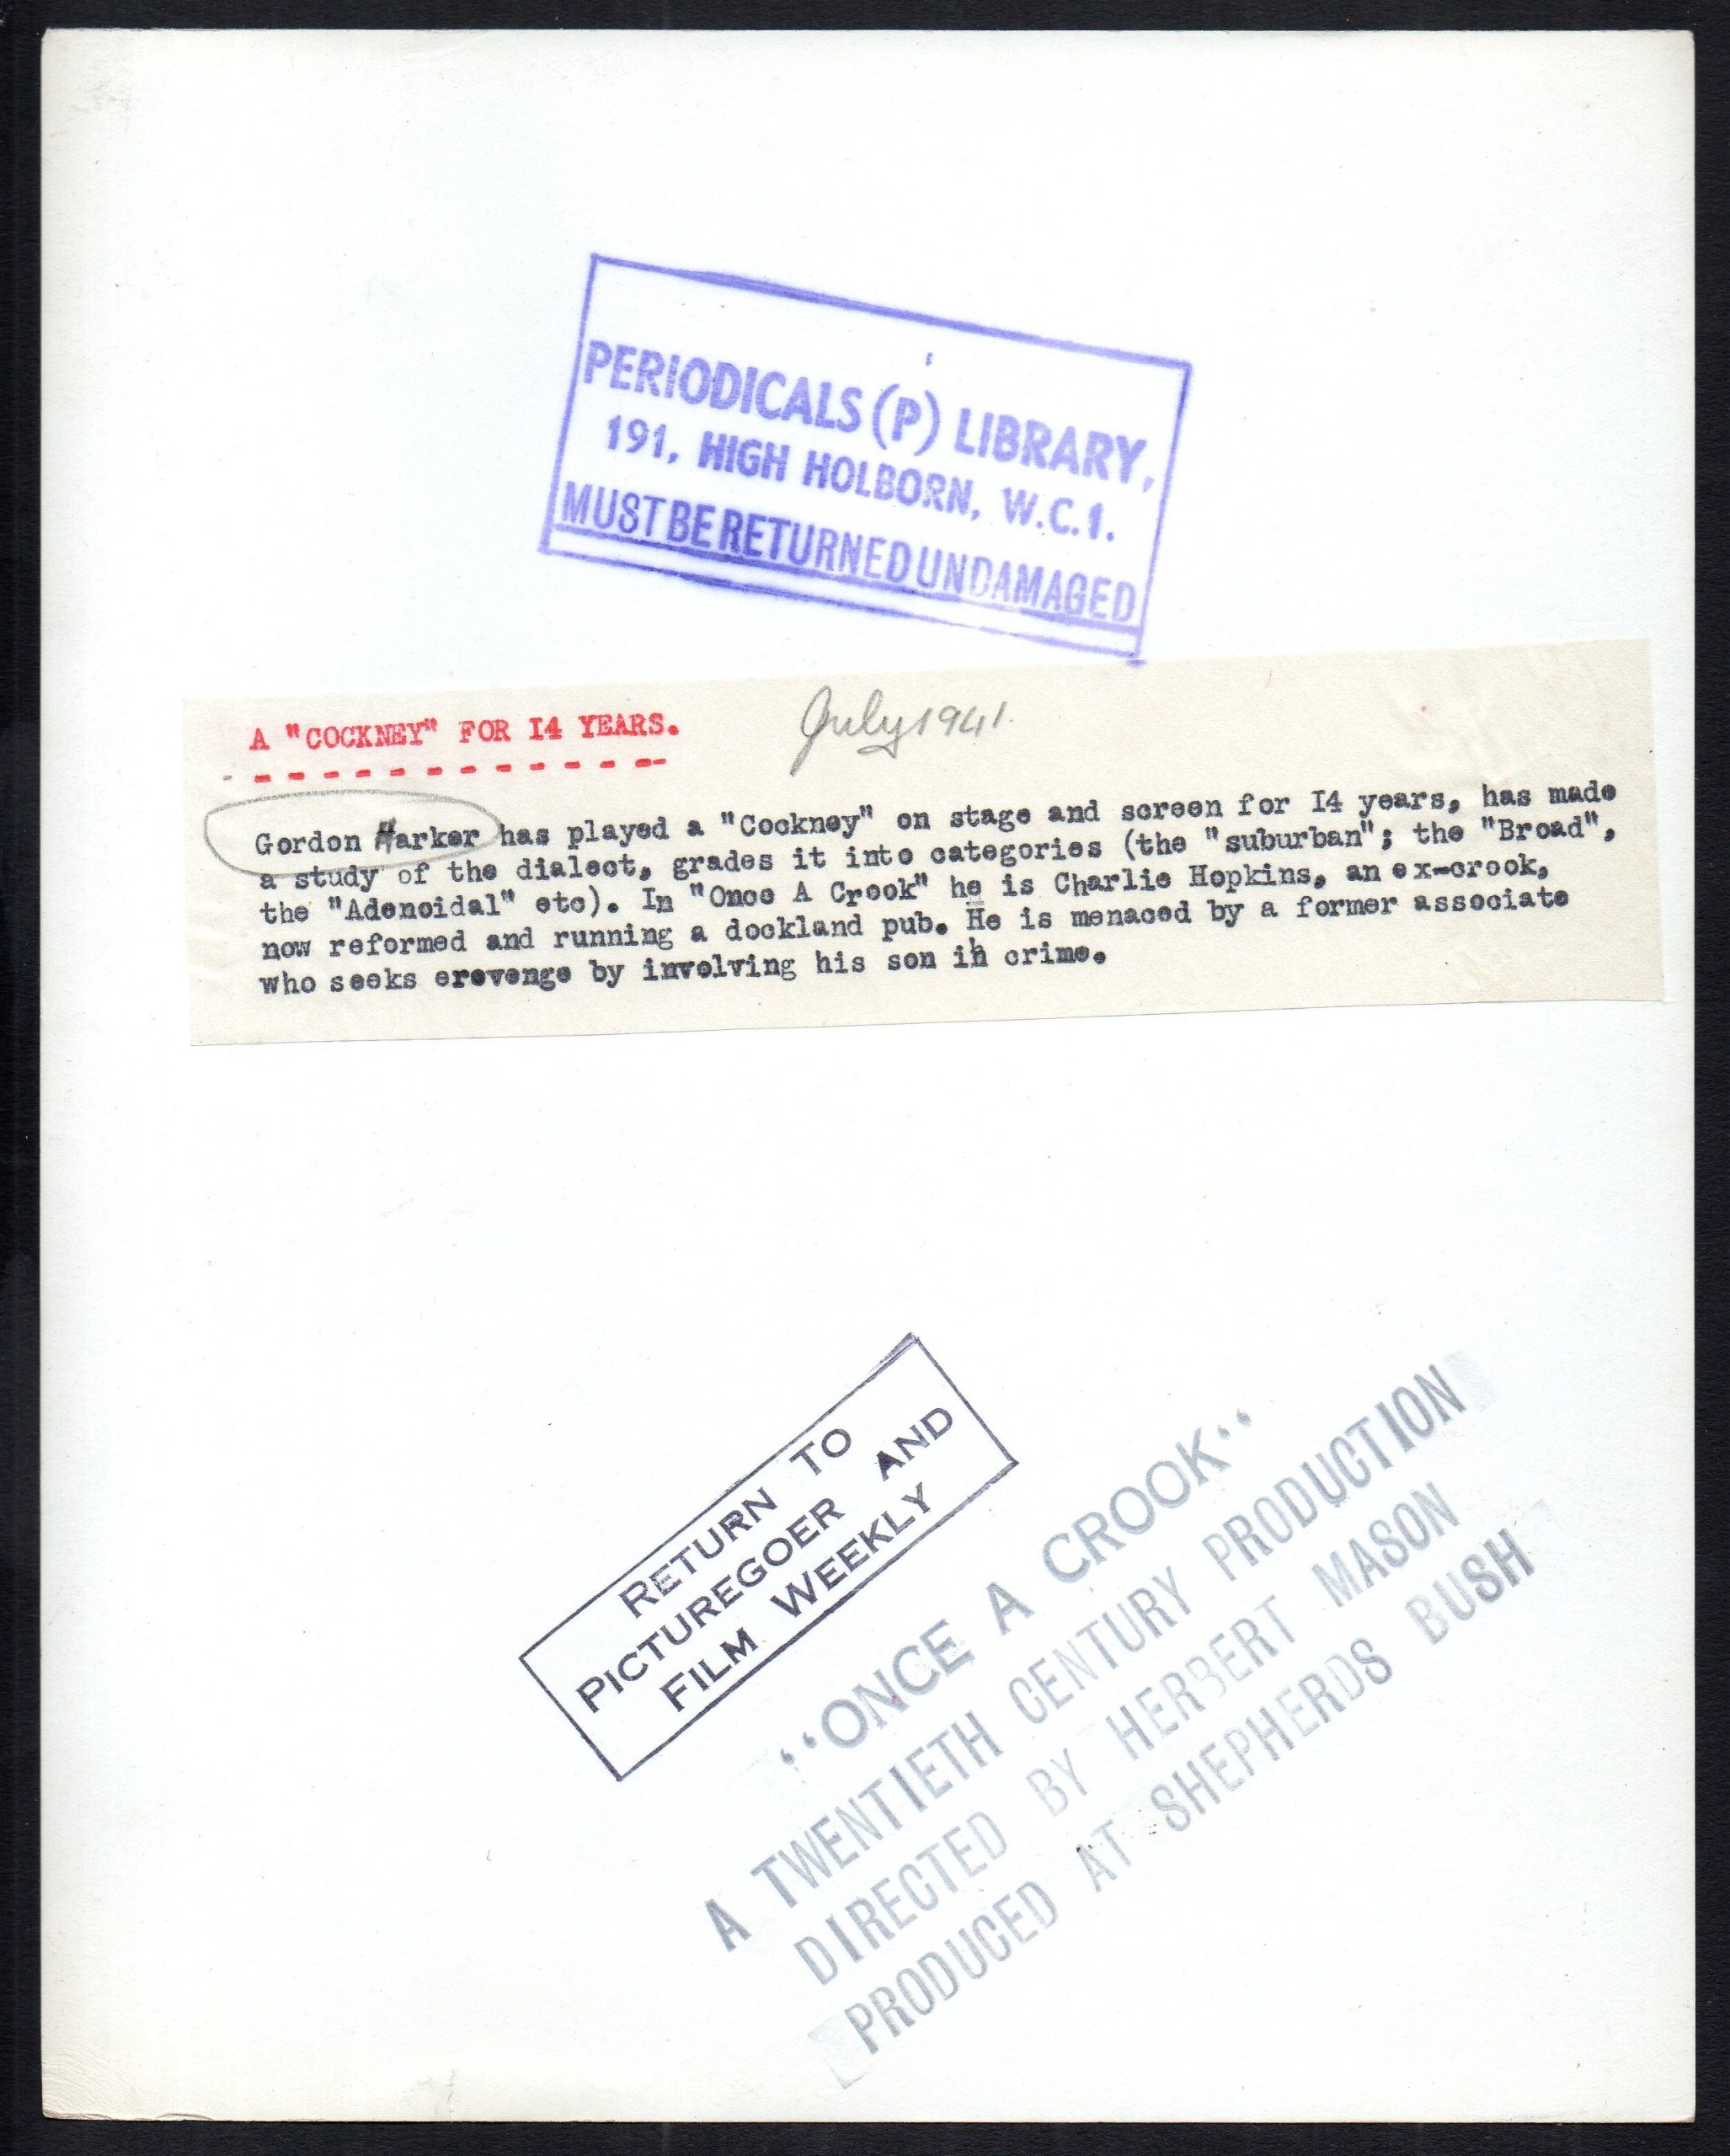 PERIODICALS (P) LIBRARY,
191, HIGH HOLBORN, W.C.1.
MUST BE RETURNED UNDAMAGED
A "COCKNEY" FOR I4 YEARS.
July 1941.
Gordon Harker has played a "Cockney" on stage and screen for I4 years, has made
a study of the dialect, grades it into categories (the "suburban"; the "Broad",
the "Adenoidal" etc). In "Once A Crook" he is Charlie Hopkins, an ex-crook,
now reformed and running a dockland pub. He is menaced by a former associate
who seeks erevenge by involving his son in crime.
RETURN TO
PICTUREGOER AND
FILM WEEKLY
"ONCE A CROOK"
A TWENTIETH CENTURY PRODUCTION
DIRECTED BY HERBERT MASON
PRODUCED AT SHEPHERDS BUSH